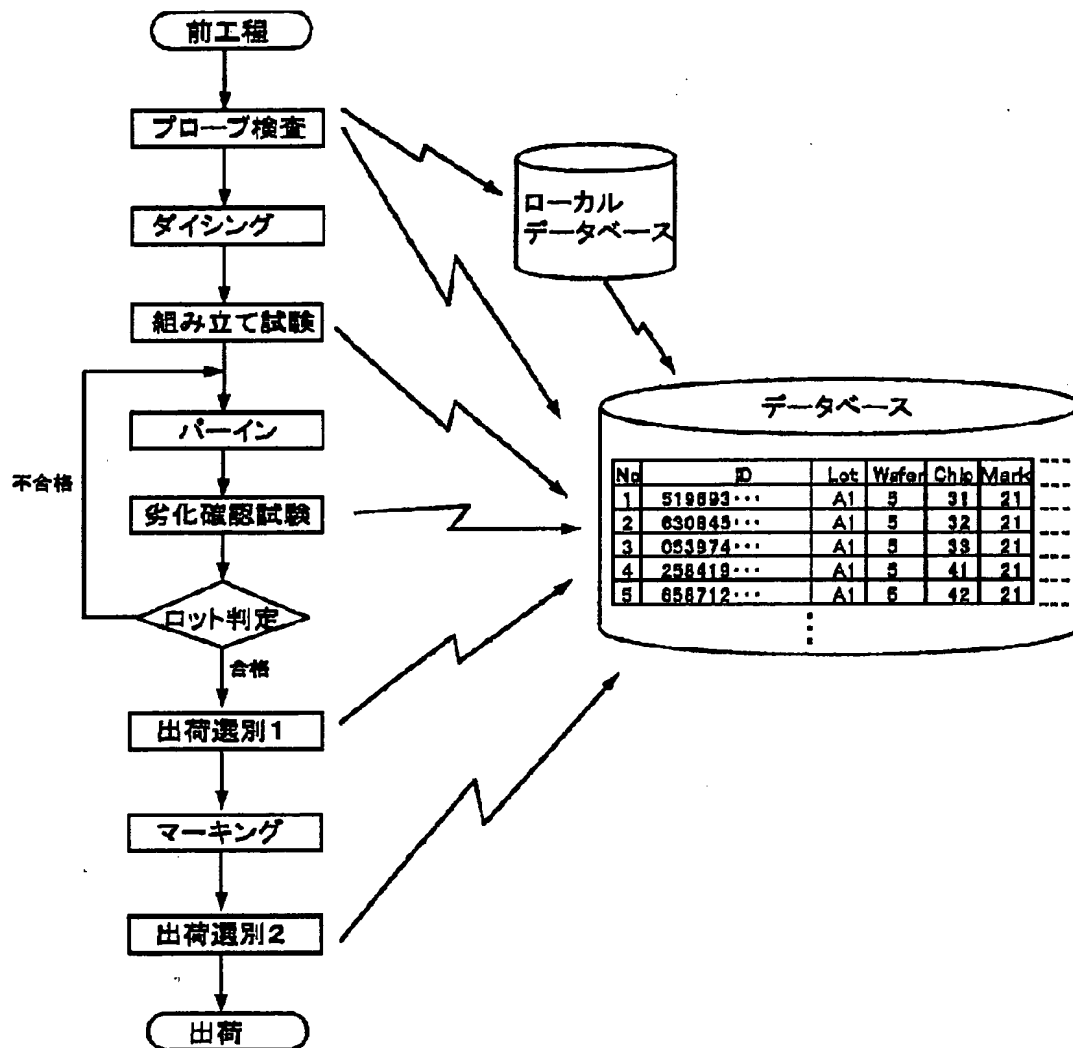 前工程
プローブ検査
ダイシング
組み立て試験
バーイン
不合格
劣化確認試験
ロット判定
合格
出荷選別1
マーキング
出荷選別2
出荷
ローカル
データベース
データベース
No ID Lot Wafer Chip Mark
1 519693··· A1 5 31 21
2 630845··· A1 5 32 21
3 053974··· A1 5 33 21
4 258419··· A1 5 41 21
5 658712··· A1 5 42 21